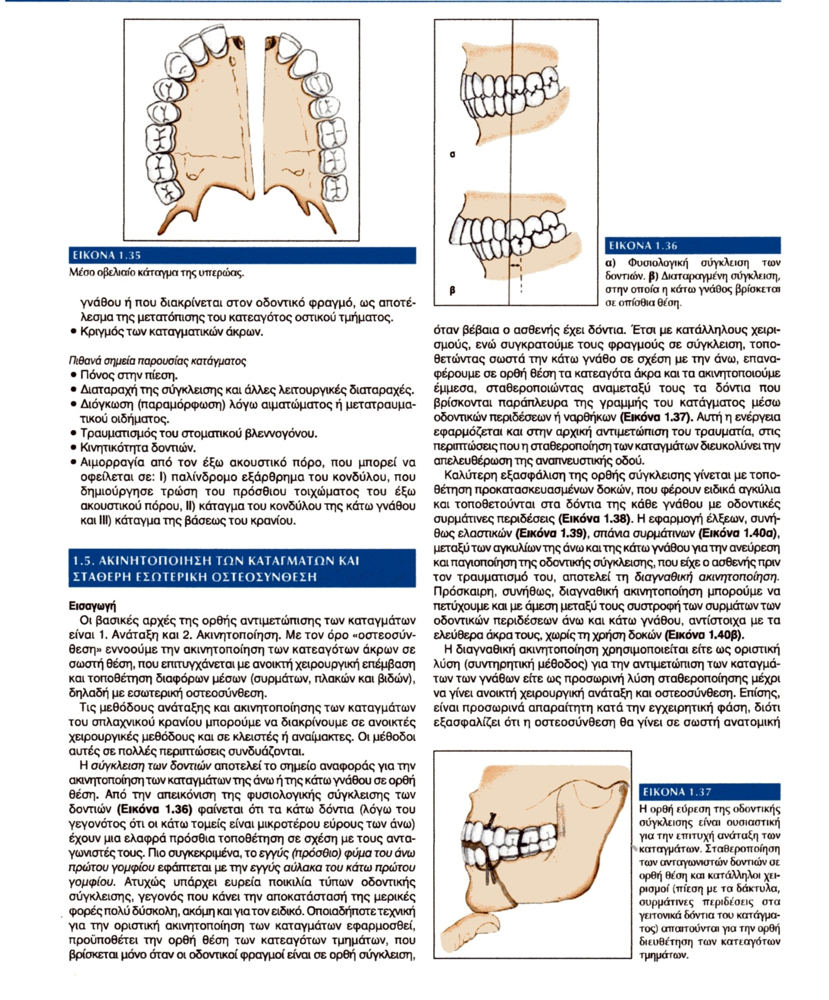 ΕΙΚΟΝΑ 1.35
Μέσο οβελιαίο κάταγμα της υπερώας.
γνάθου ή που διακρίνεται στον οδοντικό φραγμό, ως αποτέ-
λεσμα της μετατόπισης του κατεαγότος οστικού τμήματος.
• Κριγμός των καταγματικών άκρων.
Πιθανά σημεία παρουσίας κατάγματος
• Πόνος στην πίεση.
• Διαταραχή της σύγκλεισης και άλλες λειτουργικές διαταραχές.
• Διόγκωση (παραμόρφωση) λόγω αιματώματος ή μετατραυμα-
τικού οιδήματος.
• Τραυματισμός του στοματικού βλεννογόνου.
• Κινητικότητα δοντιών.
• Αιμορραγία από τον έξω ακουστικό πόρο, που μπορεί να
οφείλεται σε: I) παλίνδρομο εξάρθρημα του κονδύλου, που
δημιούργησε τρώση του πρόσθιου τοιχώματος του έξω
ακουστικού πόρου, II) κάταγμα του κονδύλου της κάτω γνάθου
και III) κάταγμα της βάσεως του κρανίου.
1.5. ΑΚΙΝΗΤΟΠΟΙΗΣΗ ΤΩΝ ΚΑΤΑΓΜΑΤΩΝ ΚΑΙ
ΣΤΑΘΕΡΗ ΕΣΩΤΕΡΙΚΗ ΟΣΤΕΟΣΥΝΘΕΣΗ
Εισαγωγή
Οι βασικές αρχές της ορθής αντιμετώπισης των καταγμάτων
είναι 1. Ανάταξη και 2. Ακινητοποίηση. Με τον όρο «οστεοσύν-
θεση» εννοούμε την ακινητοποίηση των κατεαγότων άκρων σε
σωστή θέση, που επιτυγχάνεται με ανοικτή χειρουργική επέμβαση
και τοποθέτηση διαφόρων μέσων (συρμάτων, πλακών και βιδών),
δηλαδή με εσωτερική οστεοσύνθεση.
Τις μεθόδους ανάταξης και ακινητοποίησης των καταγμάτων
του σπλαχνικού κρανίου μπορούμε να διακρίνουμε σε ανοικτές
χειρουργικές μεθόδους και σε κλειστές ή αναίμακτες. Οι μέθοδοι
αυτές σε πολλές περιπτώσεις συνδυάζονται.
Η σύγκλειση των δοντιών αποτελεί το σημείο αναφοράς για την
ακινητοποίηση των καταγμάτων της άνω ή της κάτω γνάθου σε ορθή
θέση. Από την απεικόνιση της φυσιολογικής σύγκλεισης των
δοντιών (Εικόνα 1.36) φαίνεται ότι τα κάτω δόντια (λόγω του
γεγονότος ότι οι κάτω τομείς είναι μικροτέρου εύρους των άνω)
έχουν μια ελαφρά πρόσθια τοποθέτηση σε σχέση με τους αντα-
γωνιστές τους. Πιο συγκεκριμένα, το εγγύς (πρόσθιο) φύμα του άνω
πρώτου γομφίου εφάπτεται με την εγγύς αύλακα του κάτω πρώτου
γομφίου. Ατυχώς υπάρχει ευρεία ποικιλία τύπων οδοντικής
σύγκλεισης, γεγονός που κάνει την αποκατάστασή της μερικές
φορές πολύ δύσκολη, ακόμη και για τον ειδικό. Οποιαδήποτε τεχνική
για την οριστική ακινητοποίηση των καταγμάτων εφαρμοσθεί,
προϋποθέτει την ορθή θέση των κατεαγότων τμημάτων, που
βρίσκεται μόνο όταν οι οδοντικοί φραγμοί είναι σε ορθή σύγκλειση,
α
β
ΕΙΚΟΝΑ 1.36
α) Φυσιολογική σύγκλειση των
δοντιών. β) Διαταραγμένη σύγκλειση,
στην οποία η κάτω γνάθος βρίσκεται
σε οπίσθια θέση.
όταν βέβαια ο ασθενής έχει δόντια. Έτσι με κατάλληλους χειρι-
σμούς, ενώ συγκρατούμε τους φραγμούς σε σύγκλειση, τοπο-
θετώντας σωστά την κάτω γνάθο σε σχέση με την άνω, επανα-
φέρουμε σε ορθή θέση τα κατεαγότα άκρα και τα ακινητοποιούμε
έμμεσα, σταθεροποιώντας αναμεταξύ τους τα δόντια που
βρίσκονται παράπλευρα της γραμμής του κατάγματος μέσω
οδοντικών περιδέσεων ή ναρθήκων (Εικόνα 1.37). Αυτή η ενέργεια
εφαρμόζεται και στην αρχική αντιμετώπιση του τραυματία, στις
περιπτώσεις που η σταθεροποίηση των καταγμάτων διευκολύνει την
απελευθέρωση της αναπνευστικής οδού.
Καλύτερη εξασφάλιση της ορθής σύγκλεισης γίνεται με τοπο-
θέτηση προκατασκευασμένων δοκών, που φέρουν ειδικά αγκύλια
και τοποθετούνται στα δόντια της κάθε γνάθου με οδοντικές
συρμάτινες περιδέσεις (Εικόνα 1.38). Η εφαρμογή έλξεων, συνή-
θως ελαστικών (Εικόνα 1.39), σπάνια συρμάτινων (Εικόνα 1.40α),
μεταξύ των αγκυλίων της άνω και της κάτω γνάθου για την ανεύρεση
και παγιοποίηση της οδοντικής σύγκλεισης, που είχε ο ασθενής πριν
τον τραυματισμό του, αποτελεί τη διαγναθική ακινητοποίηση.
Πρόσκαιρη, συνήθως, διαγναθική ακινητοποίηση μπορούμε να
πετύχουμε και με άμεση μεταξύ τους συστροφή των συρμάτων των
οδοντικών περιδέσεων άνω και κάτω γνάθου, αντίστοιχα με τα
ελεύθερα άκρα τους, χωρίς τη χρήση δοκών (Εικόνα 1.40β).
Η διαγναθική ακινητοποίηση χρησιμοποιείται είτε ως οριστική
λύση (συντηρητική μέθοδος) για την αντιμετώπιση των καταγμά-
των των γνάθων είτε ως προσωρινή λύση σταθεροποίησης μέχρι
να γίνει ανοικτή χειρουργική ανάταξη και οστεοσύνθεση. Επίσης,
είναι προσωρινά απαραίτητη κατά την εγχειρητική φάση, διότι
εξασφαλίζει ότι η οστεοσύνθεση θα γίνει σε σωστή ανατομική
ΕΙΚΟΝΑ 1.37
Η ορθή εύρεση της οδοντικής
σύγκλεισης είναι ουσιαστική
για την επιτυχή ανάταξη των
καταγμάτων. Σταθεροποίηση
των ανταγωνιστών δοντιών σε
ορθή θέση και κατάλληλοι χει-
ρισμοί (πίεση με τα δάκτυλα,
συρμάτινες περιδέσεις στα
γειτονικά δόντια του κατάγμα-
τος) απαιτούνται για την ορθή
διευθέτηση των κατεαγότων
τμημάτων.